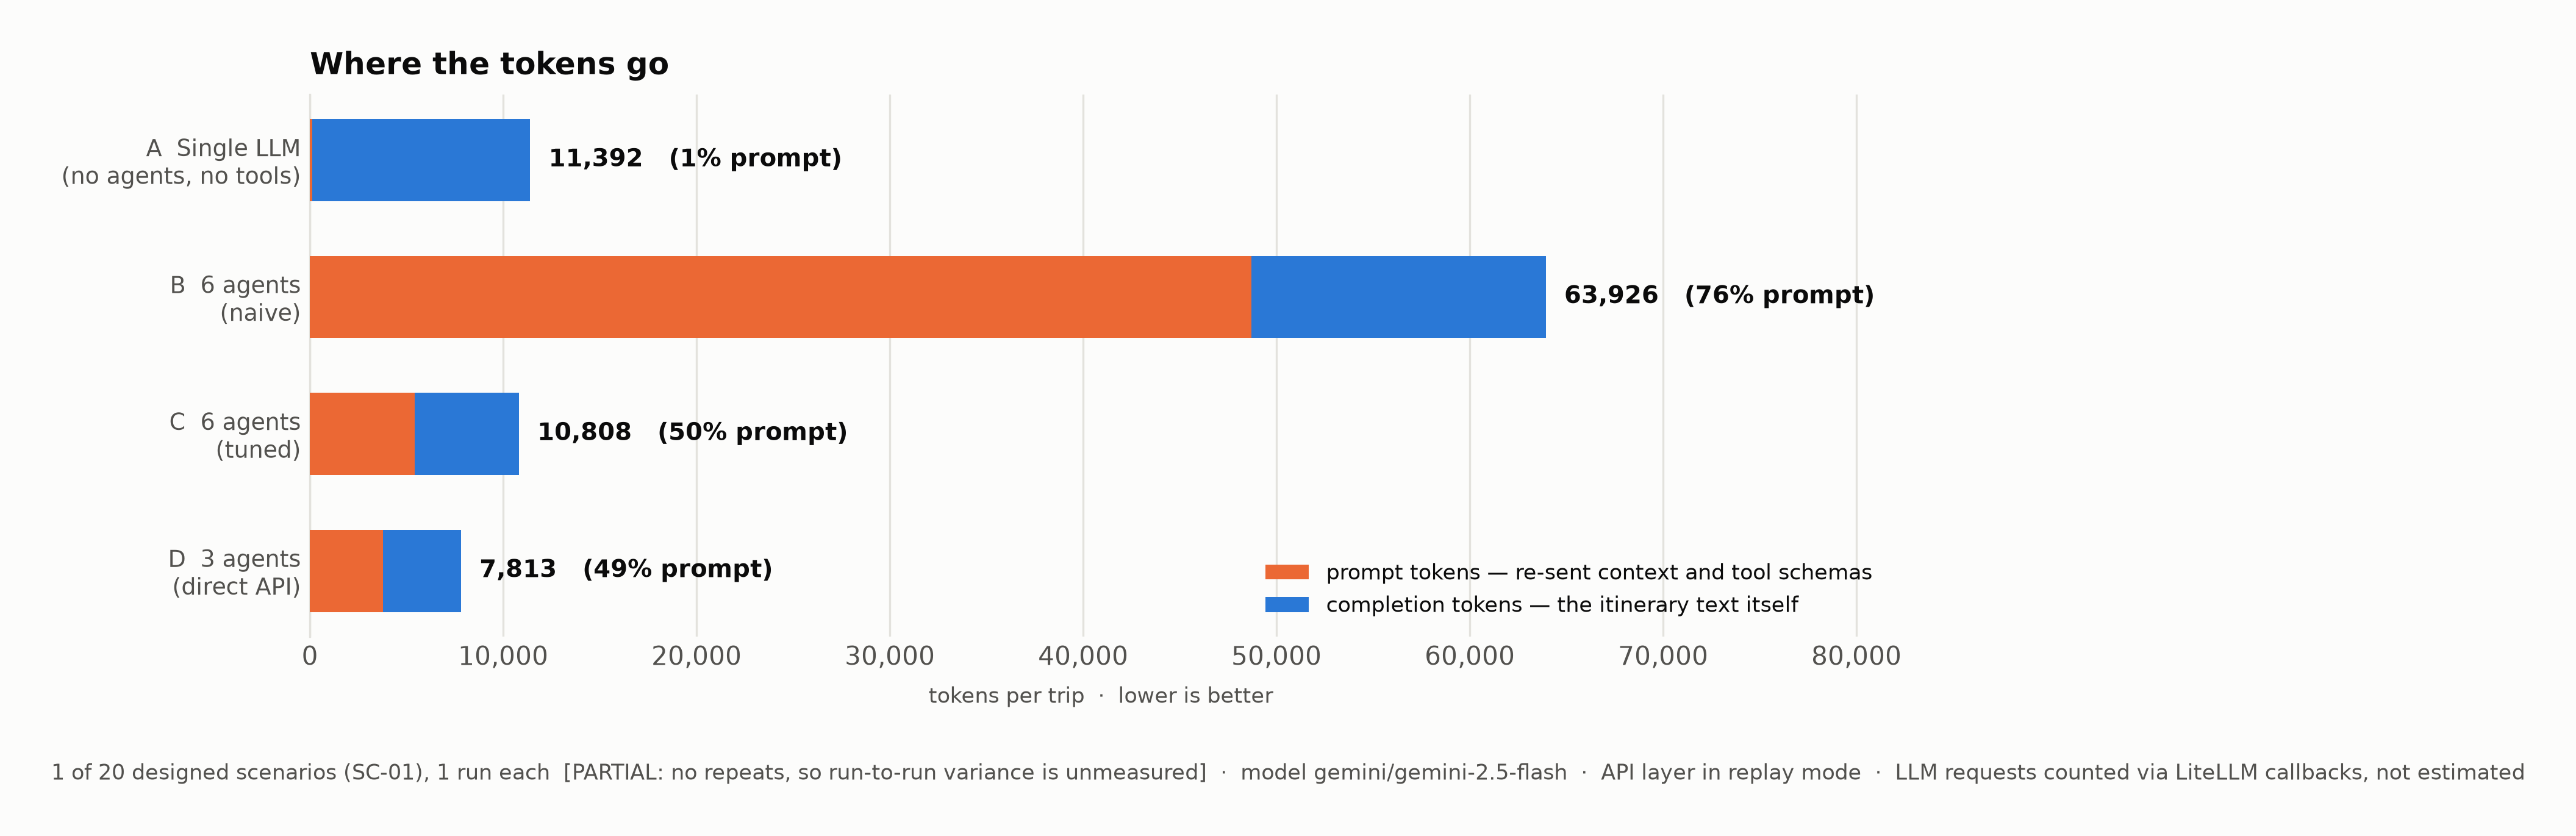 Where the tokens go
A  Single LLM
(no agents, no tools)
11,392   (1% prompt)
B  6 agents
(naive)
63,926   (76% prompt)
C  6 agents
(tuned)
10,808   (50% prompt)
D  3 agents
(direct API)
7,813   (49% prompt)
prompt tokens — re-sent context and tool schemas
completion tokens — the itinerary text itself
0 10,000 20,000 30,000 40,000 50,000 60,000 70,000 80,000
tokens per trip  ·  lower is better
1 of 20 designed scenarios (SC-01), 1 run each  [PARTIAL: no repeats, so run-to-run variance is unmeasured]  ·  model gemini/gemini-2.5-flash  ·  API layer in replay mode  ·  LLM requests counted via LiteLLM callbacks, not estimated